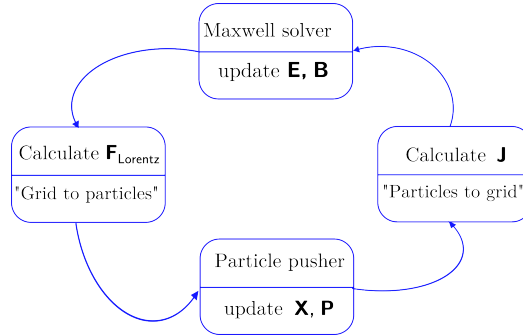 Maxwell solver
update E, B
Calculate F_Lorentz
"Grid to particles"
Calculate J
"Particles to grid"
Particle pusher
update X, P